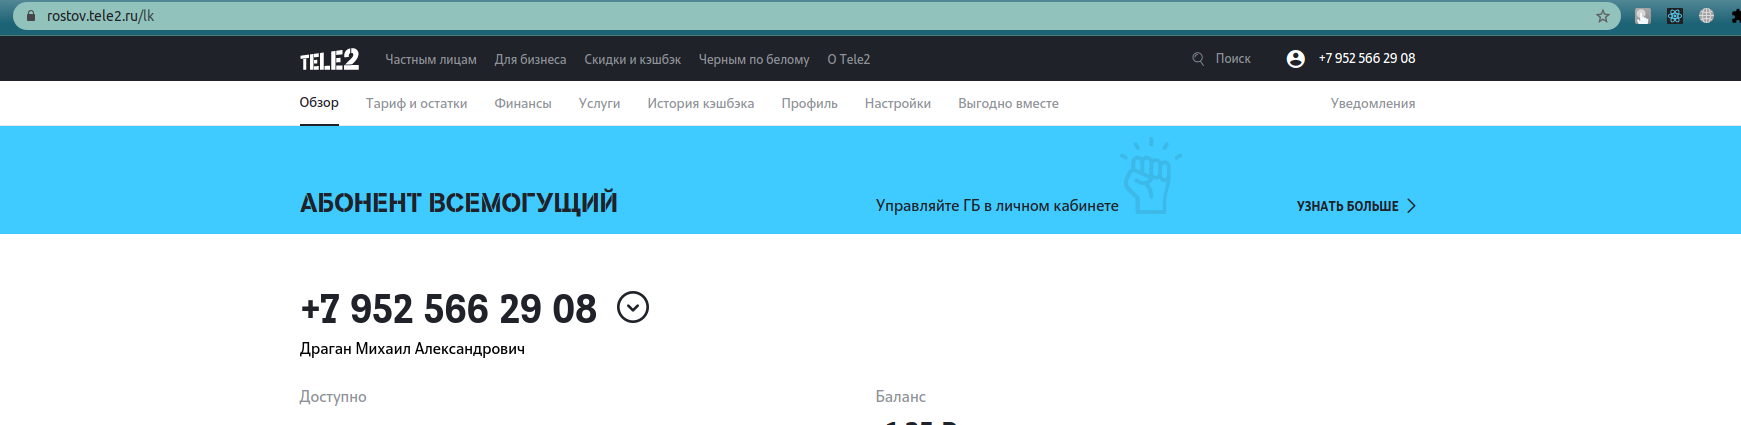 rostov.tele2.ru/lk
TELE2 Частным лицам Для бизнеса Скидки и кэшбэк Черным по белому О Tele2 Поиск +7 952 566 29 08
Обзор Тариф и остатки Финансы Услуги История кэшбэка Профиль Настройки Выгодно вместе Уведомления
АБОНЕНТ ВСЕМОГУЩИЙ Управляйте ГБ в личном кабинете УЗНАТЬ БОЛЬШЕ
+7 952 566 29 08
Драган Михаил Александрович
Доступно Баланс